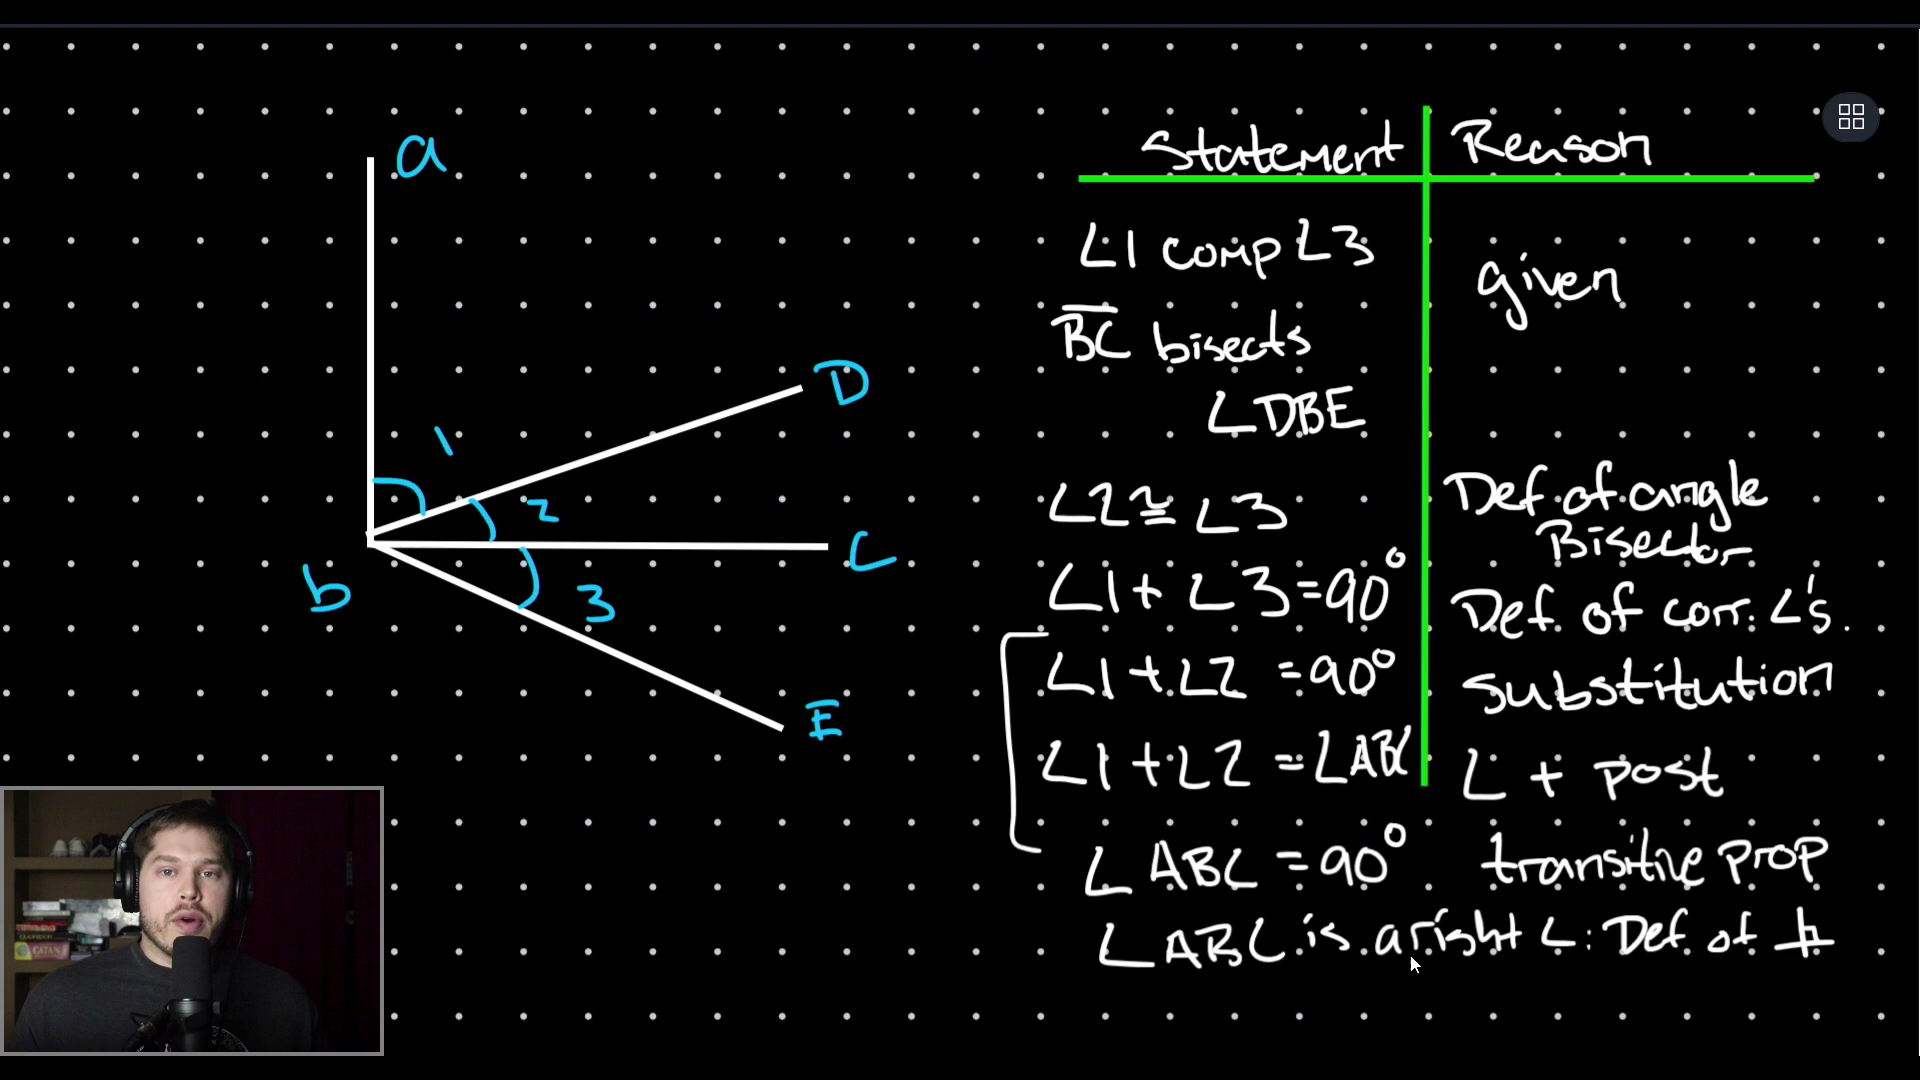 a
D
1
2
C
b
3
E
Statement Reason
∠1 comp ∠3
given
BC bisects
∠DBE
∠2 ≅ ∠3 Def. of angle
Bisector
∠1 + ∠3 = 90° Def. of corr. ∠'s.
∠1 + ∠2 = 90° Substitution
∠1 + ∠2 = ∠ABC ∠ + post
∠ABC = 90° transitive prop
∠ABC is a right ∠: Def. of
CATAN